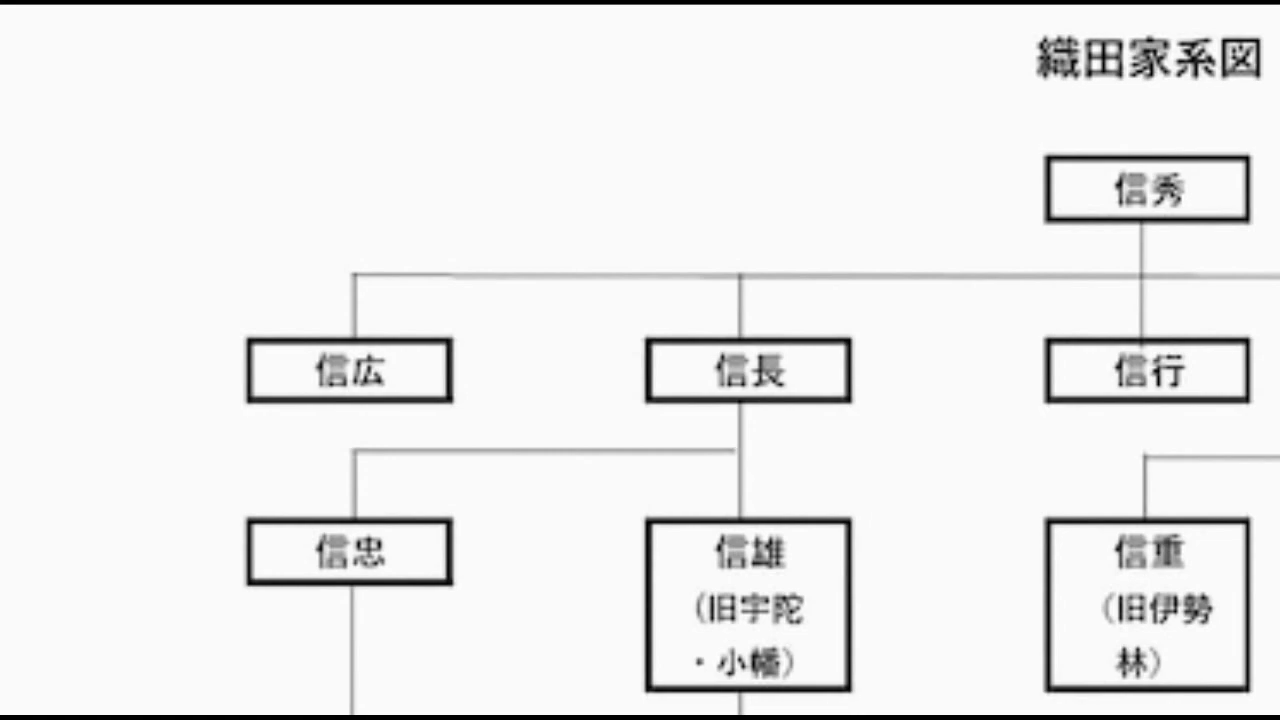 織田家系図
信秀
信広
信長
信行
信忠
信雄
（旧宇陀
・小幡）
信重
（旧伊勢
林）